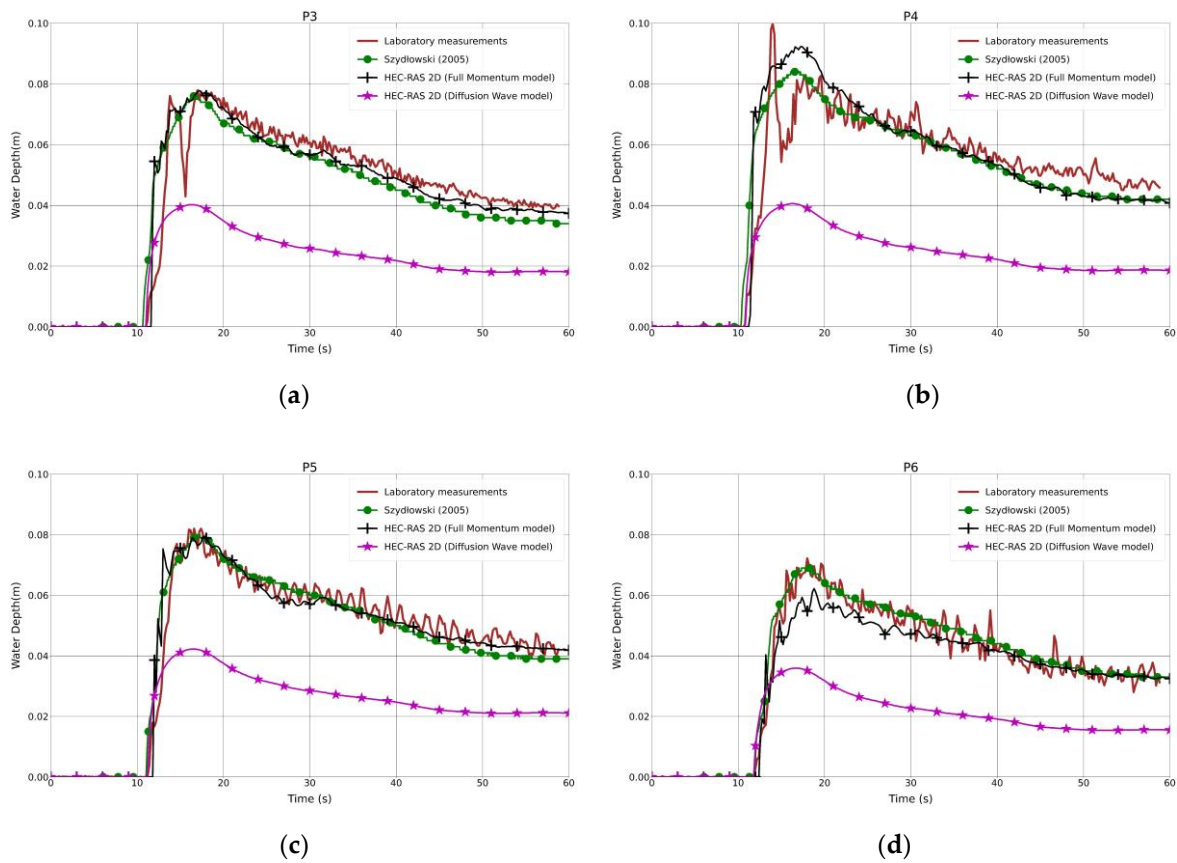 P3
Laboratory measurements
Szydłowski (2005)
HEC-RAS 2D (Full Momentum model)
HEC-RAS 2D (Diffusion Wave model)
Water Depth(m)
0.10
0.08
0.06
0.04
0.02
0.00
0 10 20 30 40 50 60
Time (s)
(a)
P4
Laboratory measurements
Szydłowski (2005)
HEC-RAS 2D (Full Momentum model)
HEC-RAS 2D (Diffusion Wave model)
Water Depth(m)
0.10
0.08
0.06
0.04
0.02
0.00
0 10 20 30 40 50 60
Time (s)
(b)
P5
Laboratory measurements
Szydłowski (2005)
HEC-RAS 2D (Full Momentum model)
HEC-RAS 2D (Diffusion Wave model)
Water Depth(m)
0.10
0.08
0.06
0.04
0.02
0.00
0 10 20 30 40 50 60
Time (s)
(c)
P6
Laboratory measurements
Szydłowski (2005)
HEC-RAS 2D (Full Momentum model)
HEC-RAS 2D (Diffusion Wave model)
Water Depth(m)
0.10
0.08
0.06
0.04
0.02
0.00
0 10 20 30 40 50 60
Time (s)
(d)